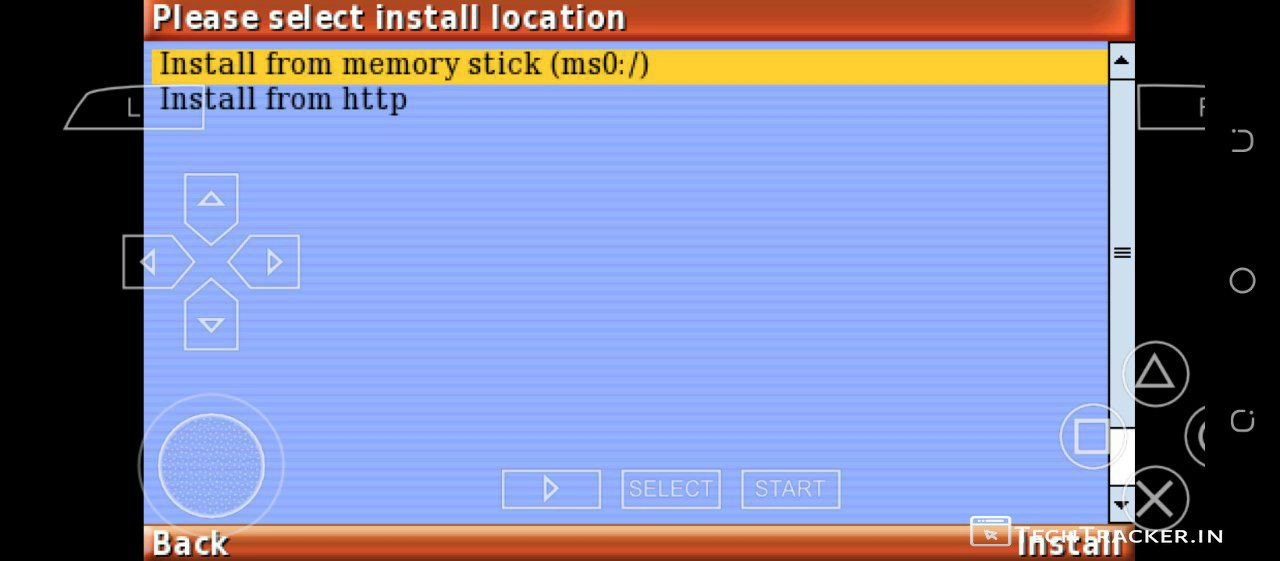 Please select install location
Install from memory stick (ms0:/)
Install from http
L
SELECT
START
Back
Install
TECHTRACKER.IN